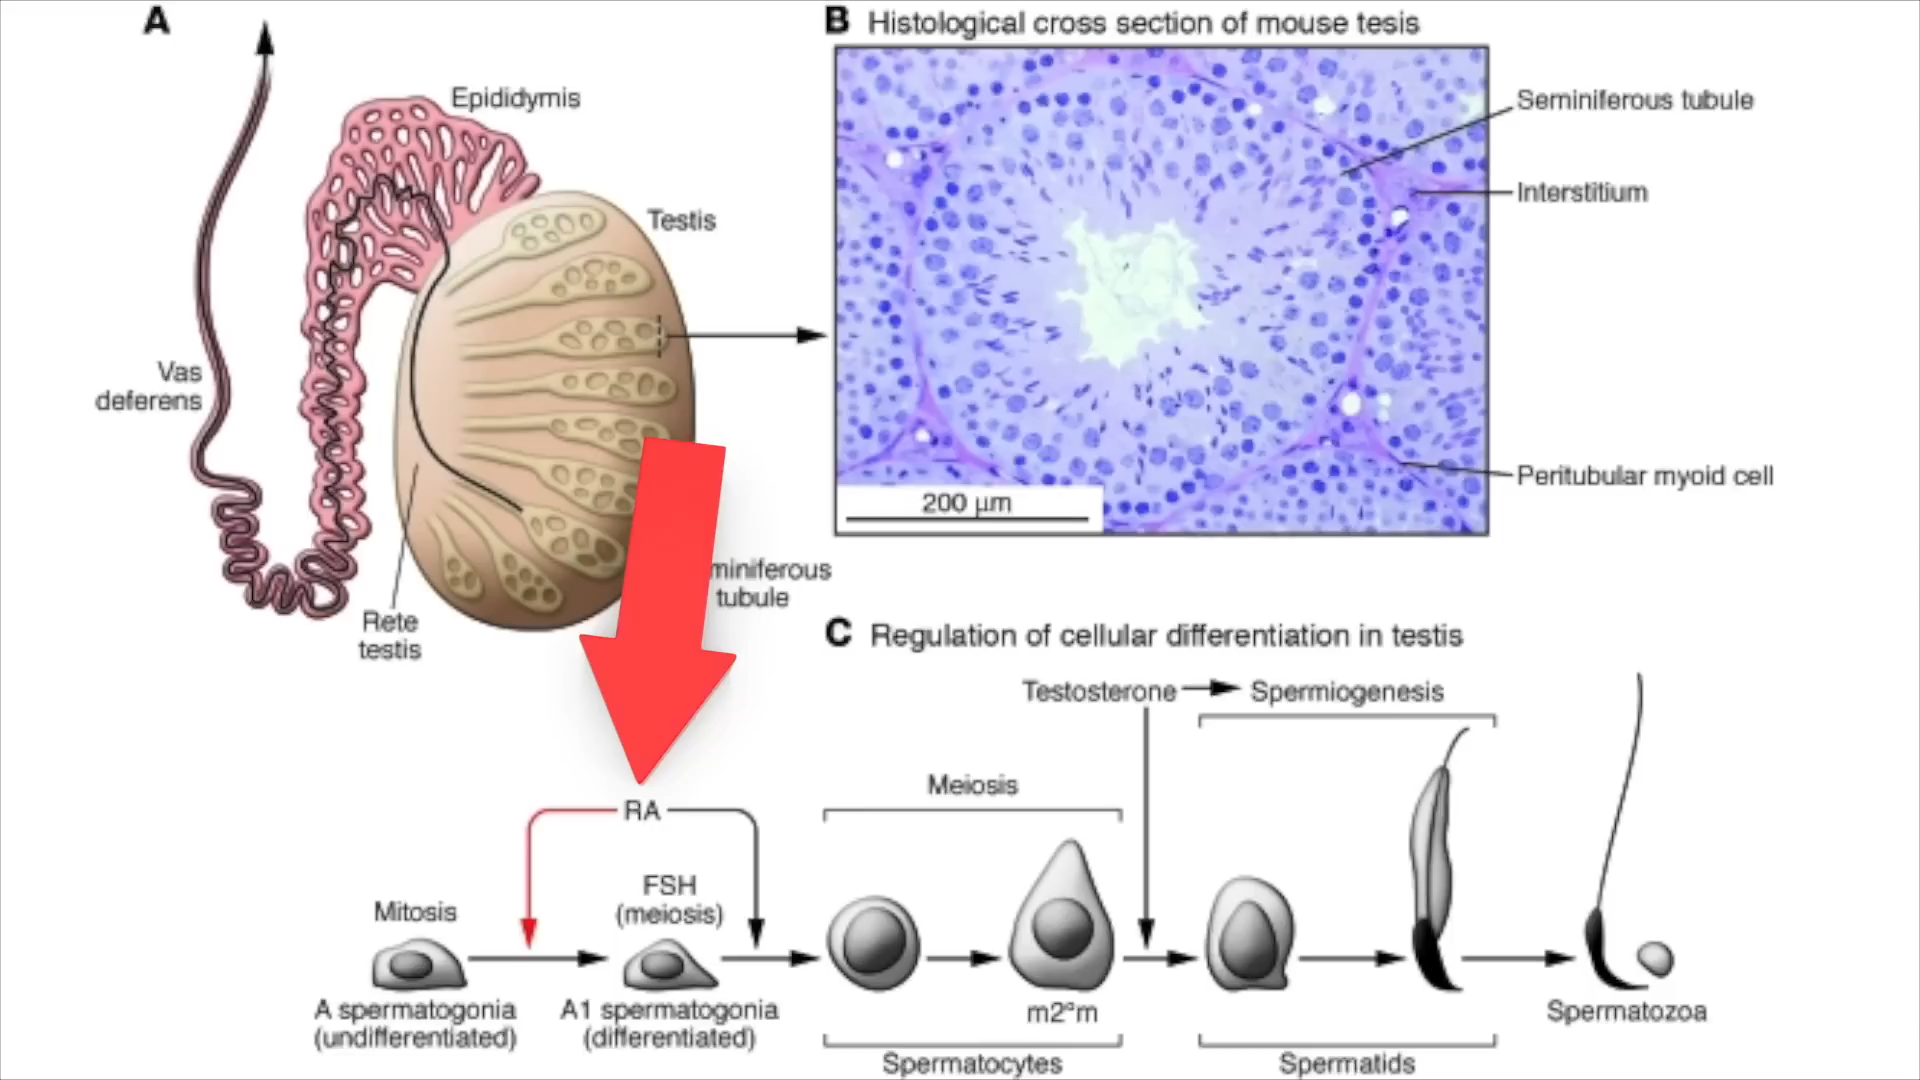 A
Epididymis
Testis
Vas
deferens
Rete
testis
miniferous
tubule
B Histological cross section of mouse tesis
Seminiferous tubule
Interstitium
Peritubular myoid cell
200 µm
C Regulation of cellular differentiation in testis
Testosterone
Spermiogenesis
Meiosis
RA
Mitosis
FSH
(meiosis)
A spermatogonia
(undifferentiated)
A1 spermatogonia
(differentiated)
m2ºm
Spermatozoa
Spermatocytes
Spermatids